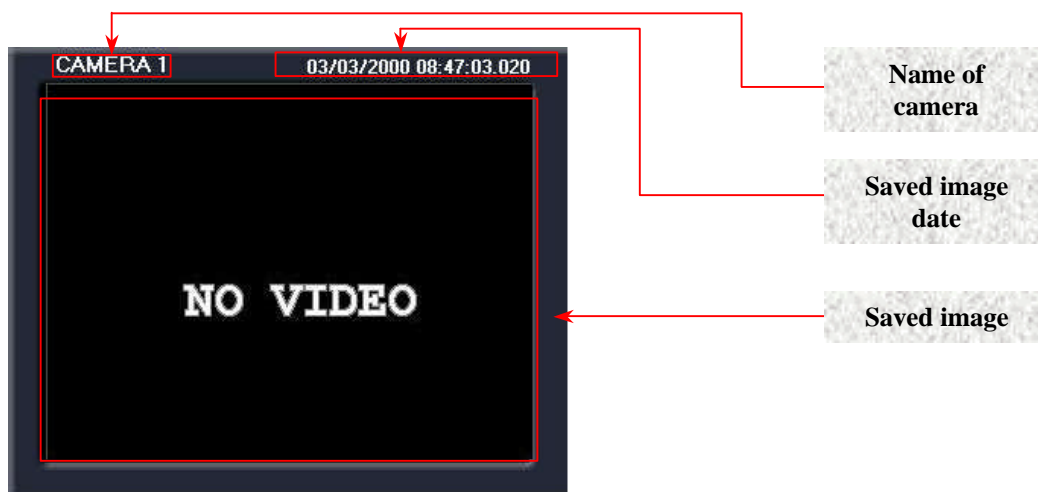 CAMERA 1
03/03/2000 08:47:03.020
NO VIDEO
Name of
camera
Saved image
date
Saved image